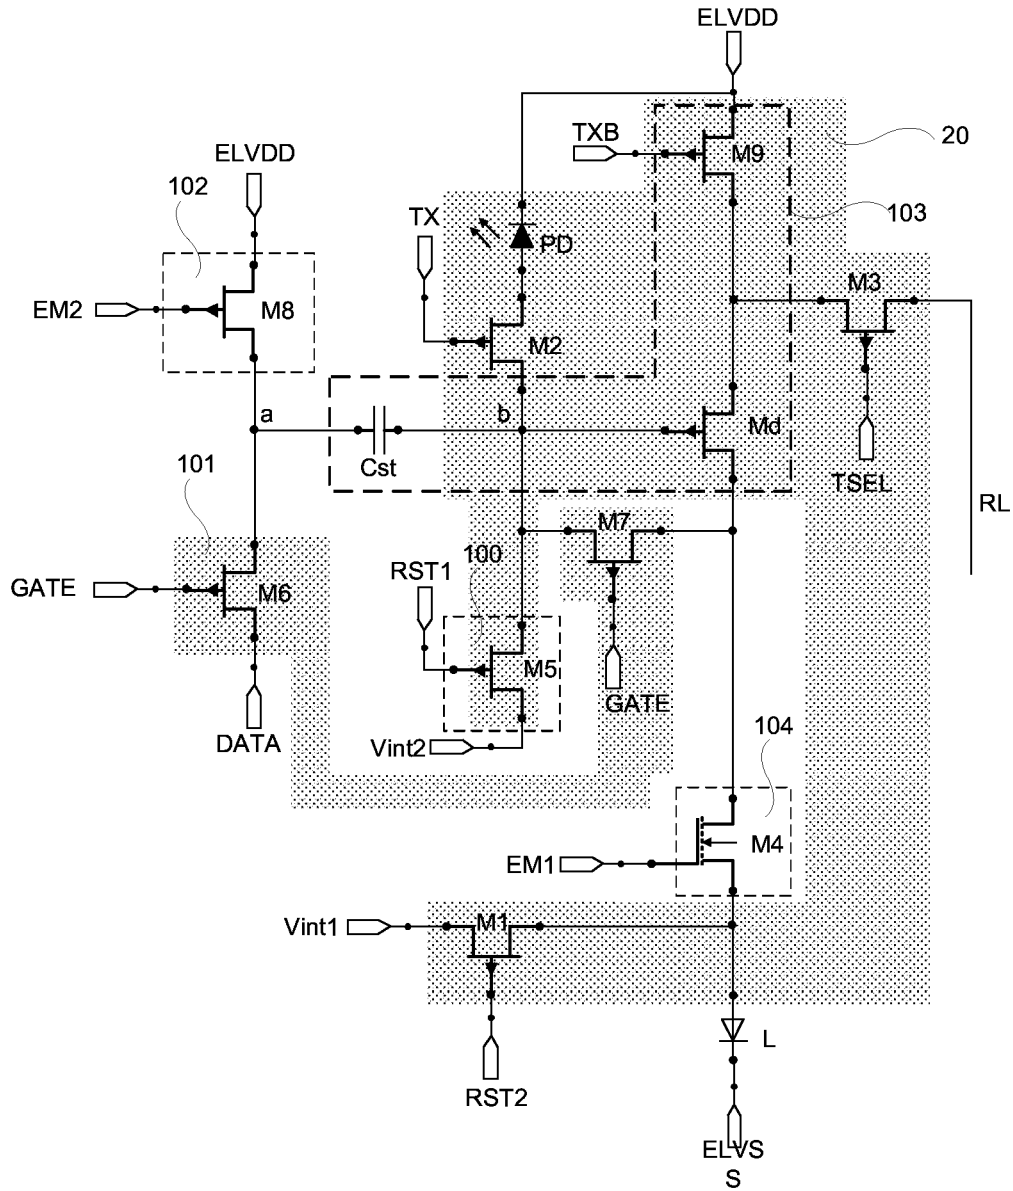 ELVDD
TXB
M9
20
ELVDD
102
103
TX
PD
M3
EM2
M8
M2
a
b
Md
Cst
101
TSEL
RL
M7
100
RST1
GATE
M6
M5
GATE
DATA
Vint2
104
M4
EM1
Vint1
M1
L
RST2
ELVS
S